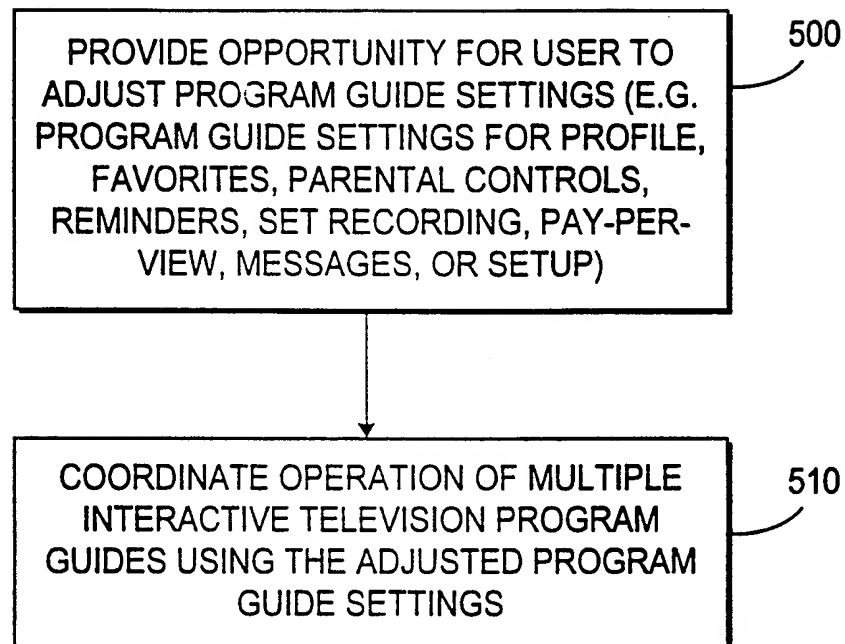 PROVIDE OPPORTUNITY FOR USER TO
ADJUST PROGRAM GUIDE SETTINGS (E.G.
PROGRAM GUIDE SETTINGS FOR PROFILE,
FAVORITES, PARENTAL CONTROLS,
REMINDERS, SET RECORDING, PAY-PER-
VIEW, MESSAGES, OR SETUP)
500
COORDINATE OPERATION OF MULTIPLE
INTERACTIVE TELEVISION PROGRAM
GUIDES USING THE ADJUSTED PROGRAM
GUIDE SETTINGS
510